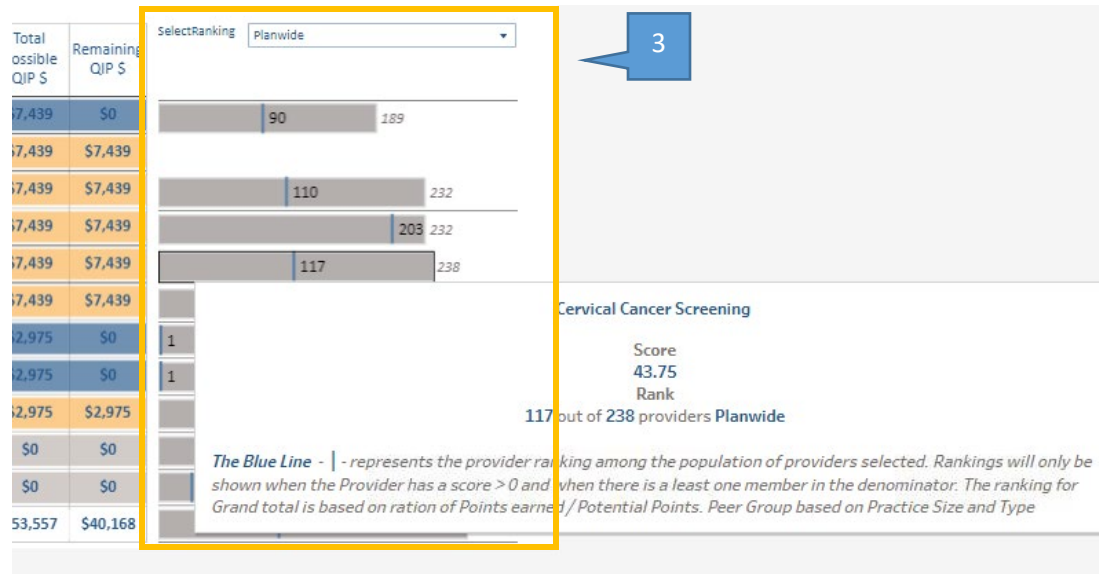 Total
ossible
QIP $
Remaining
QIP $
SelectRanking
Planwide
3
$7,439 $0 90 189
$7,439 $7,439
$7,439 $7,439 110 232
$7,439 $7,439 203 232
$7,439 $7,439 117 238
$7,439 $7,439
$2,975 $0 1
$2,975 $0 1
$2,975 $2,975
$0 $0
$0 $0
53,557 $40,168
Cervical Cancer Screening
Score
43.75
Rank
117 out of 238 providers Planwide
The Blue Line - | - represents the provider ranking among the population of providers selected. Rankings will only be
shown when the Provider has a score > 0 and when there is a least one member in the denominator. The ranking for
Grand total is based on ration of Points earned / Potential Points. Peer Group based on Practice Size and Type